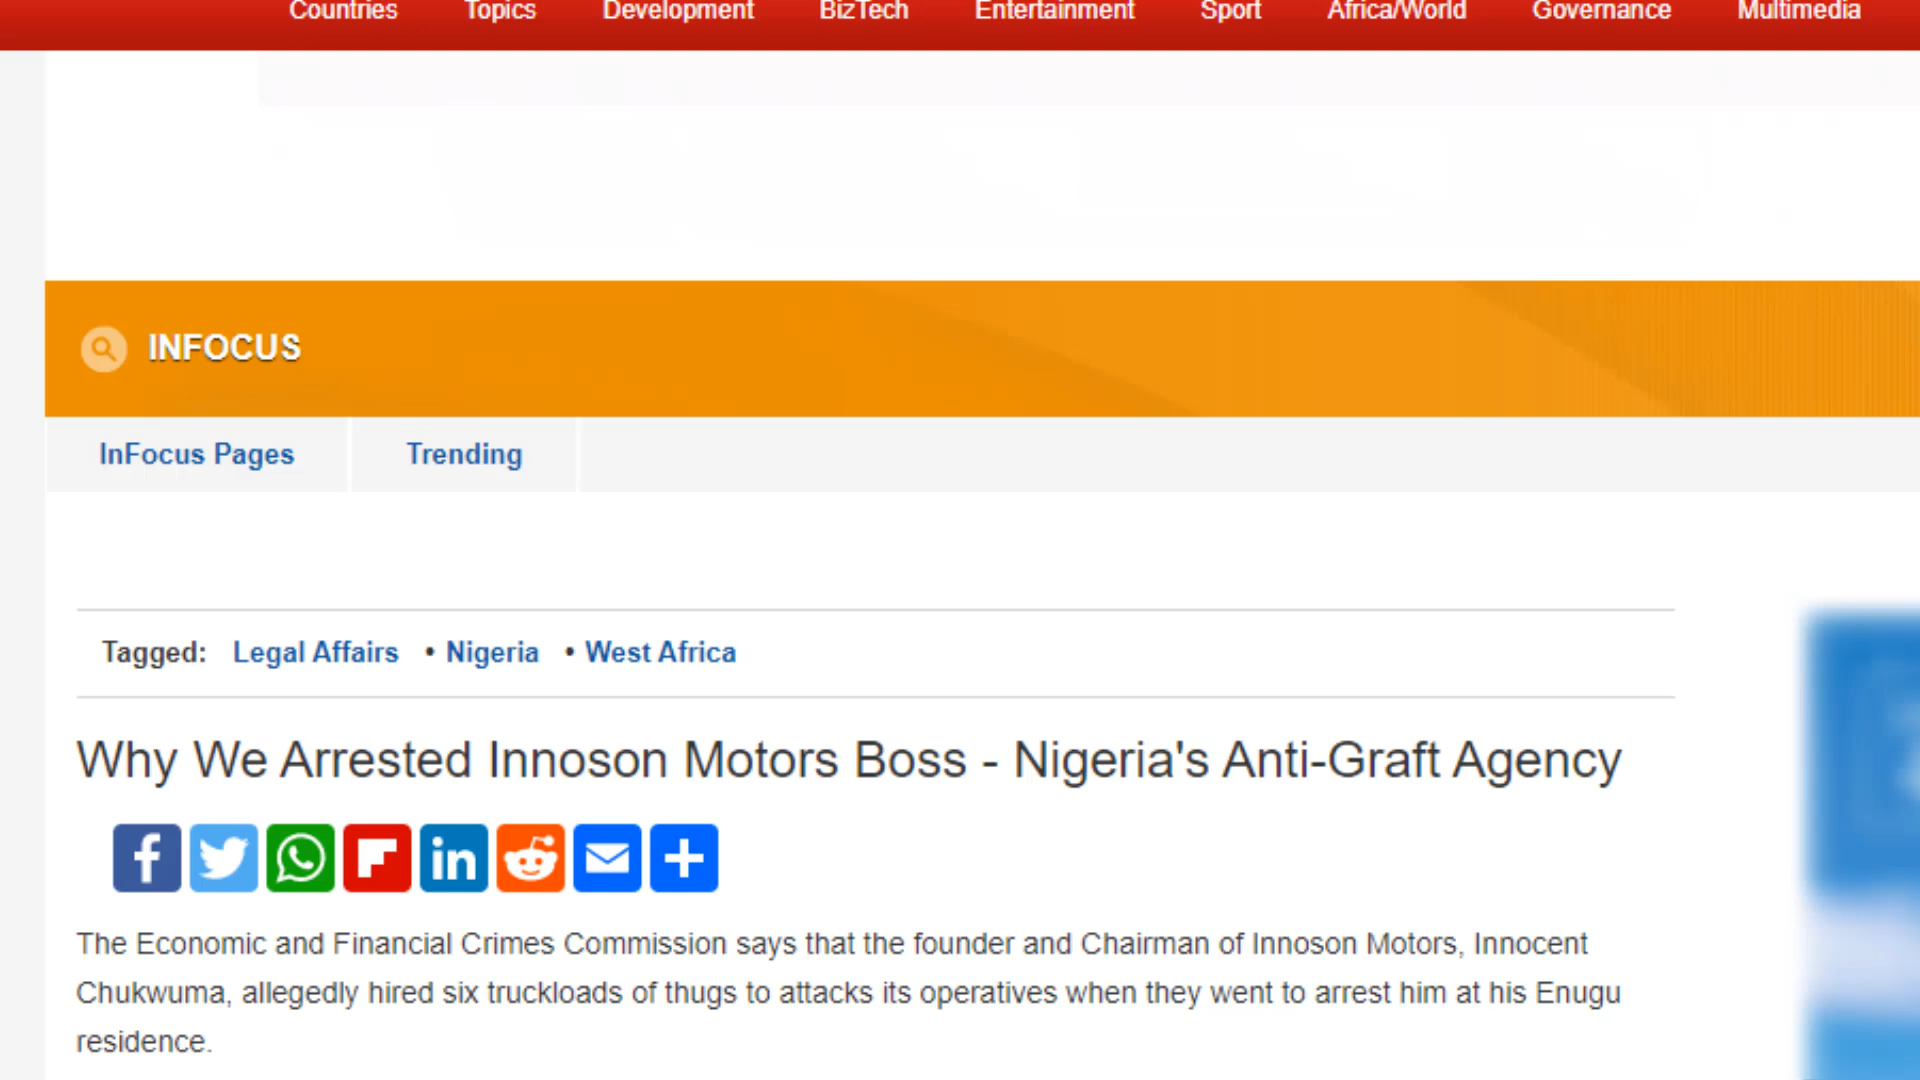 Countries Topics Development BizTech Entertainment Sport Africa/World Governance Multimedia
INFOCUS
InFocus Pages Trending
Tagged: Legal Affairs • Nigeria • West Africa
Why We Arrested Innoson Motors Boss - Nigeria's Anti-Graft Agency
The Economic and Financial Crimes Commission says that the founder and Chairman of Innoson Motors, Innocent
Chukwuma, allegedly hired six truckloads of thugs to attacks its operatives when they went to arrest him at his Enugu
residence.